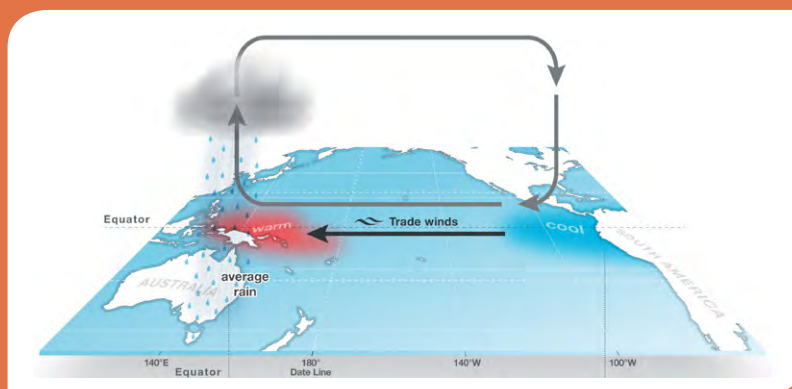 Equator
warm
Trade winds
cool
SOUTH AMERICA
AUSTRALIA
average
rain
140°E
180°
140°W
100°W
Equator
Date Line